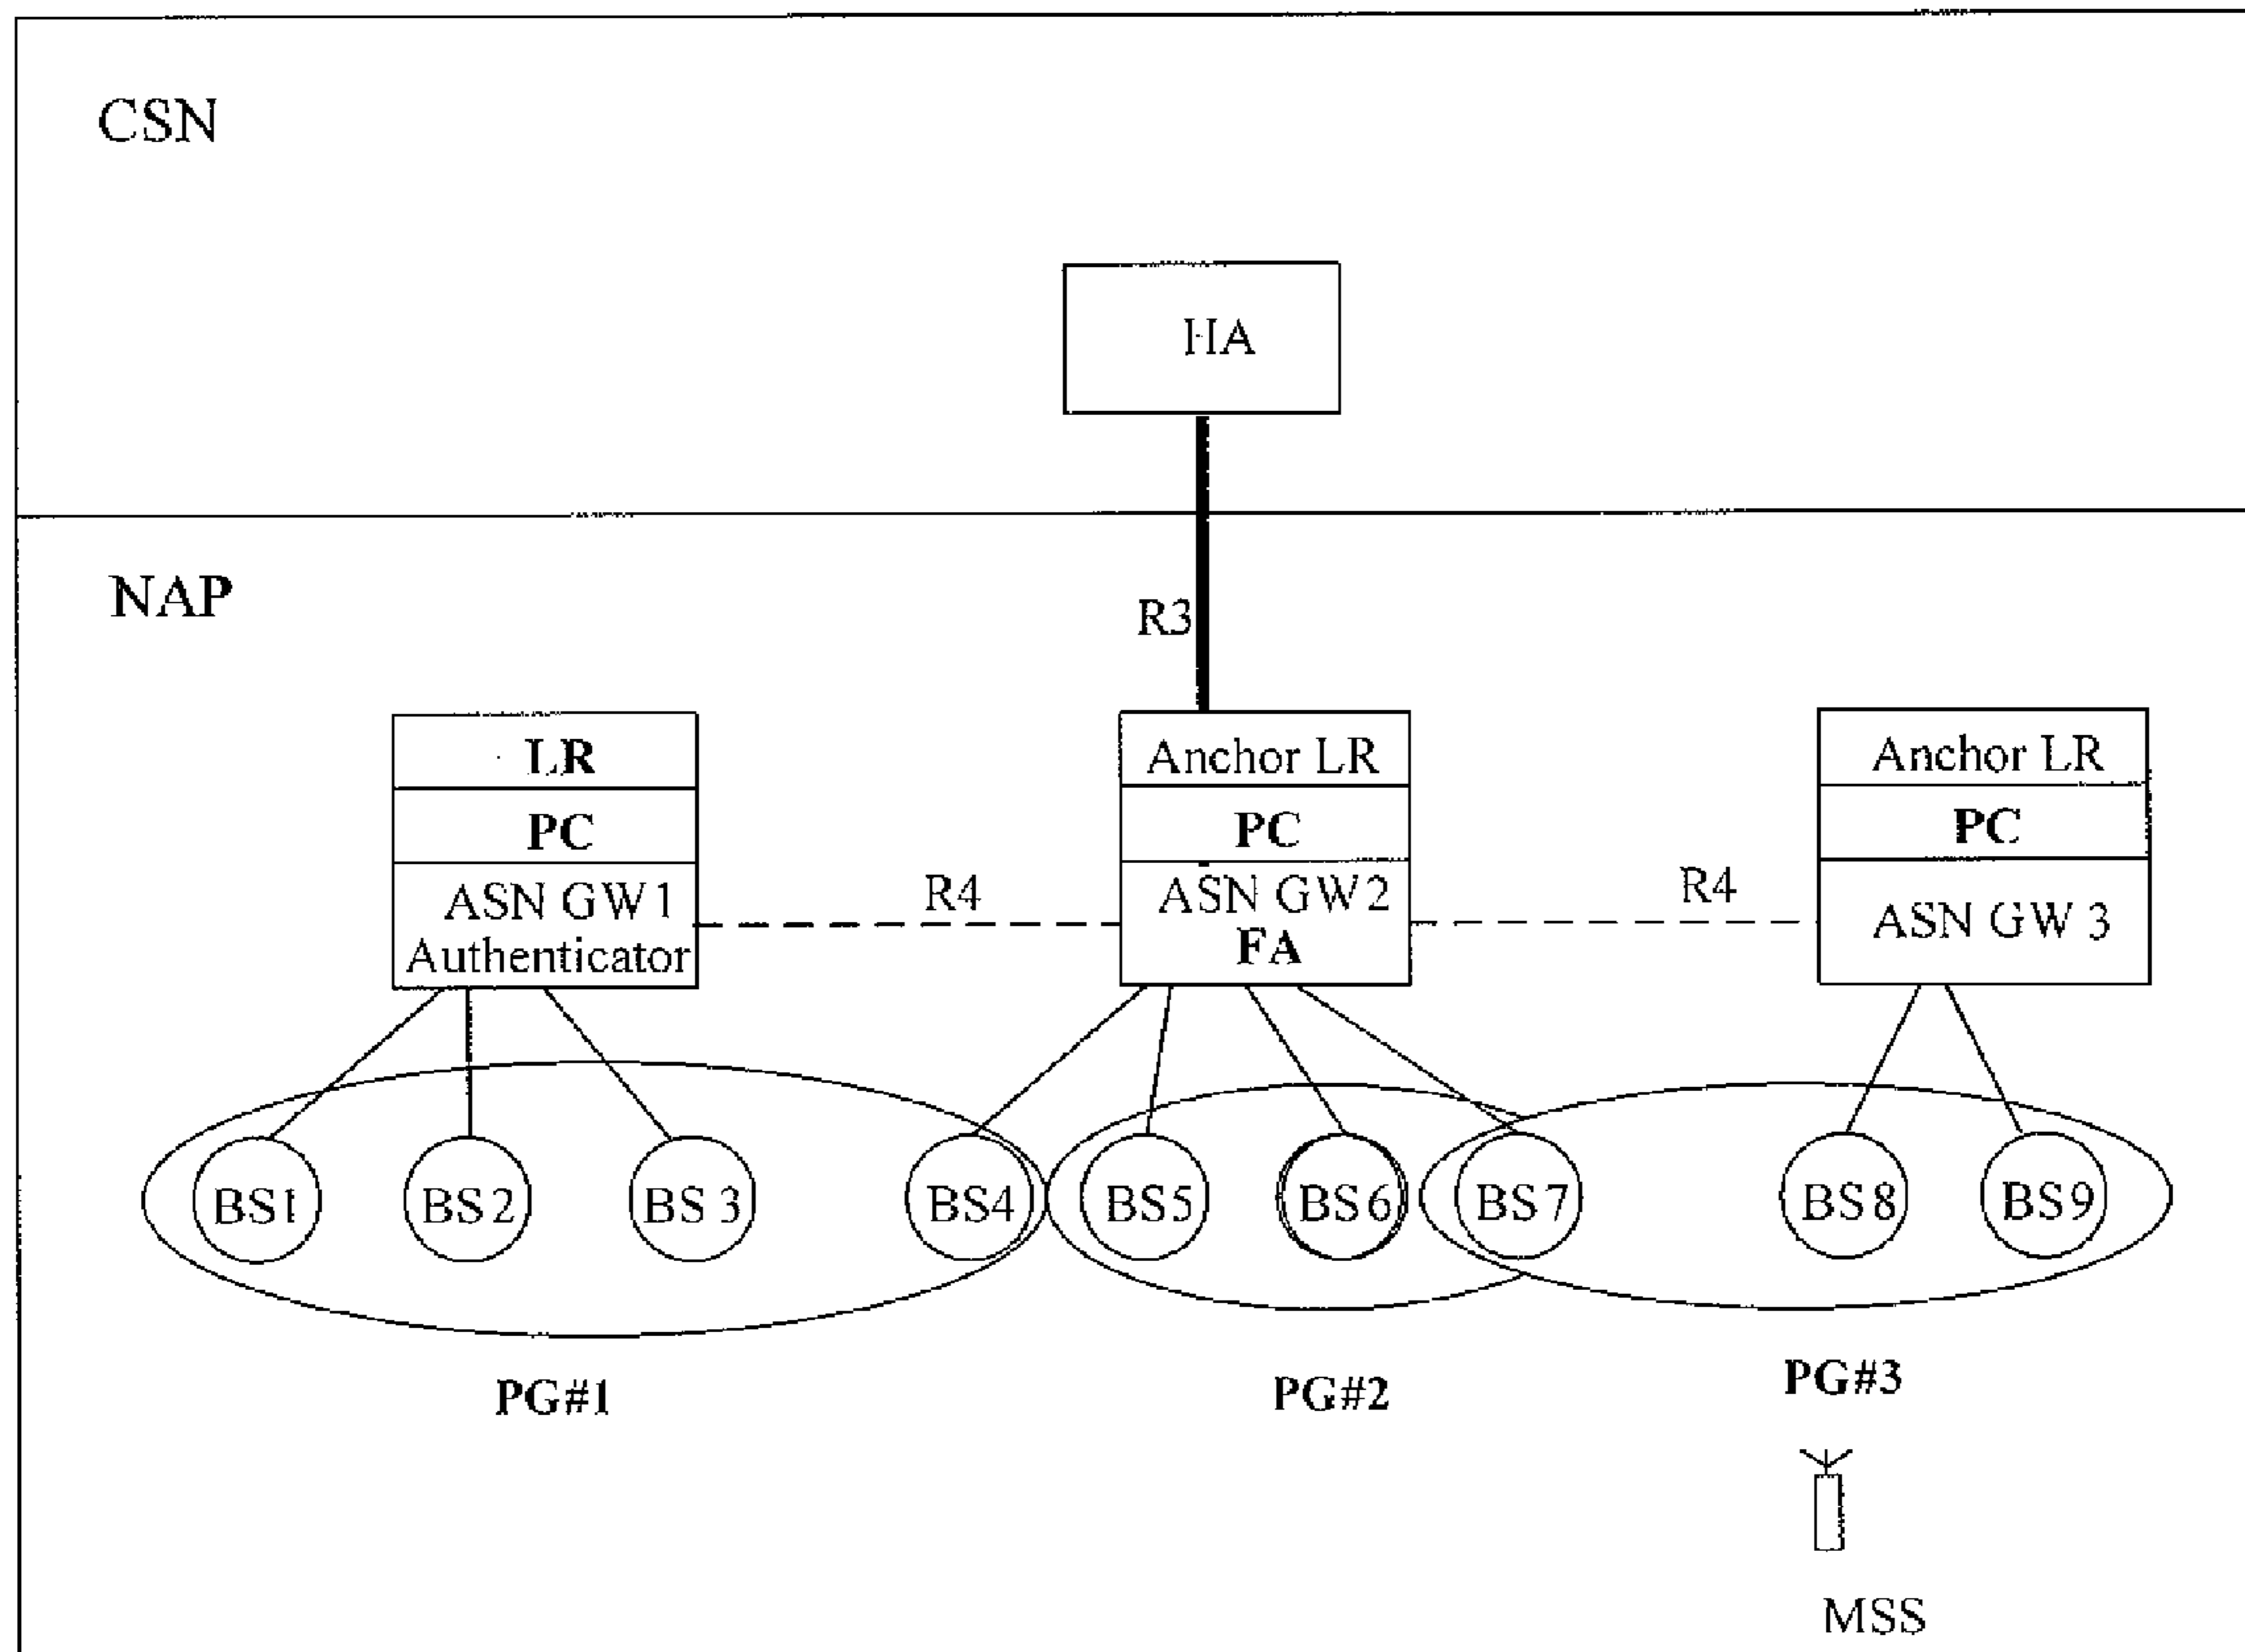 CSN
HA
NAP
R3
LR
PC
ASN GW1
Authenticator
R4
Anchor LR
PC
ASN GW2
FA
R4
Anchor LR
PC
ASN GW 3
BS1
BS2
BS3
BS4
BS5
BS6
BS7
BS8
BS9
PG#1
PG#2
PG#3
MSS